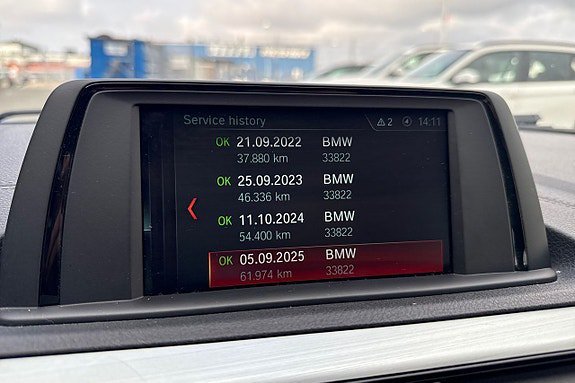 Service history
2 14:11
OK 21.09.2022 BMW
37.880 km 33822
OK 25.09.2023 BMW
46.336 km 33822
OK 11.10.2024 BMW
54.400 km 33822
OK 05.09.2025 BMW
61.974 km 33822